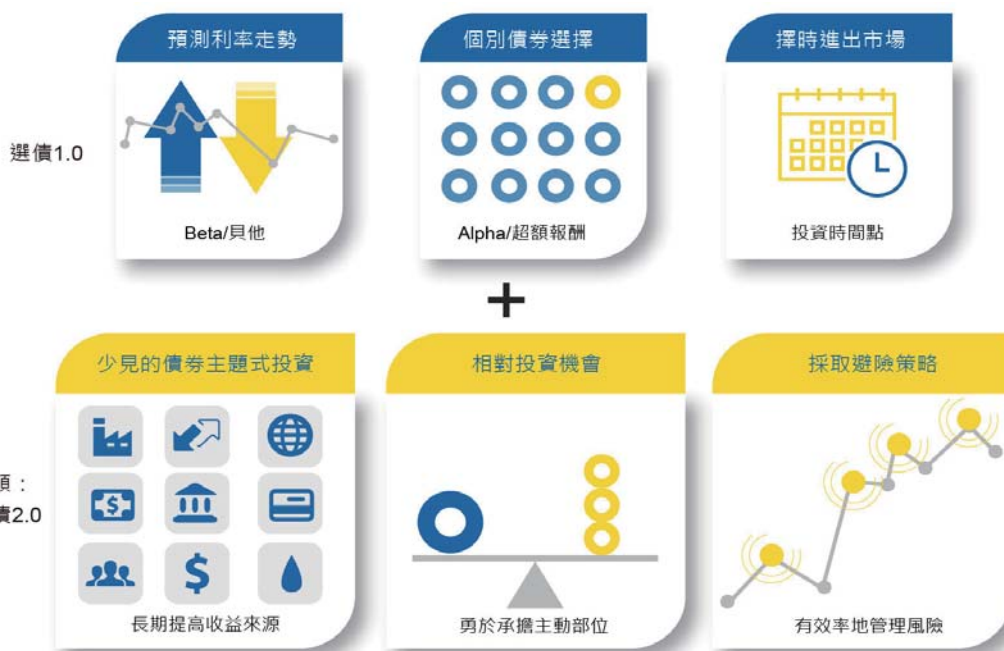 預測利率走勢
個別債券選擇
擇時進出市場
選債1.0
Beta/貝他
Alpha/超額報酬
投資時間點
+
少見的債券主題式投資
相對投資機會
採取避險策略
：
債2.0
$
$
長期提高收益來源
勇於承擔主動部位
有效率地管理風險